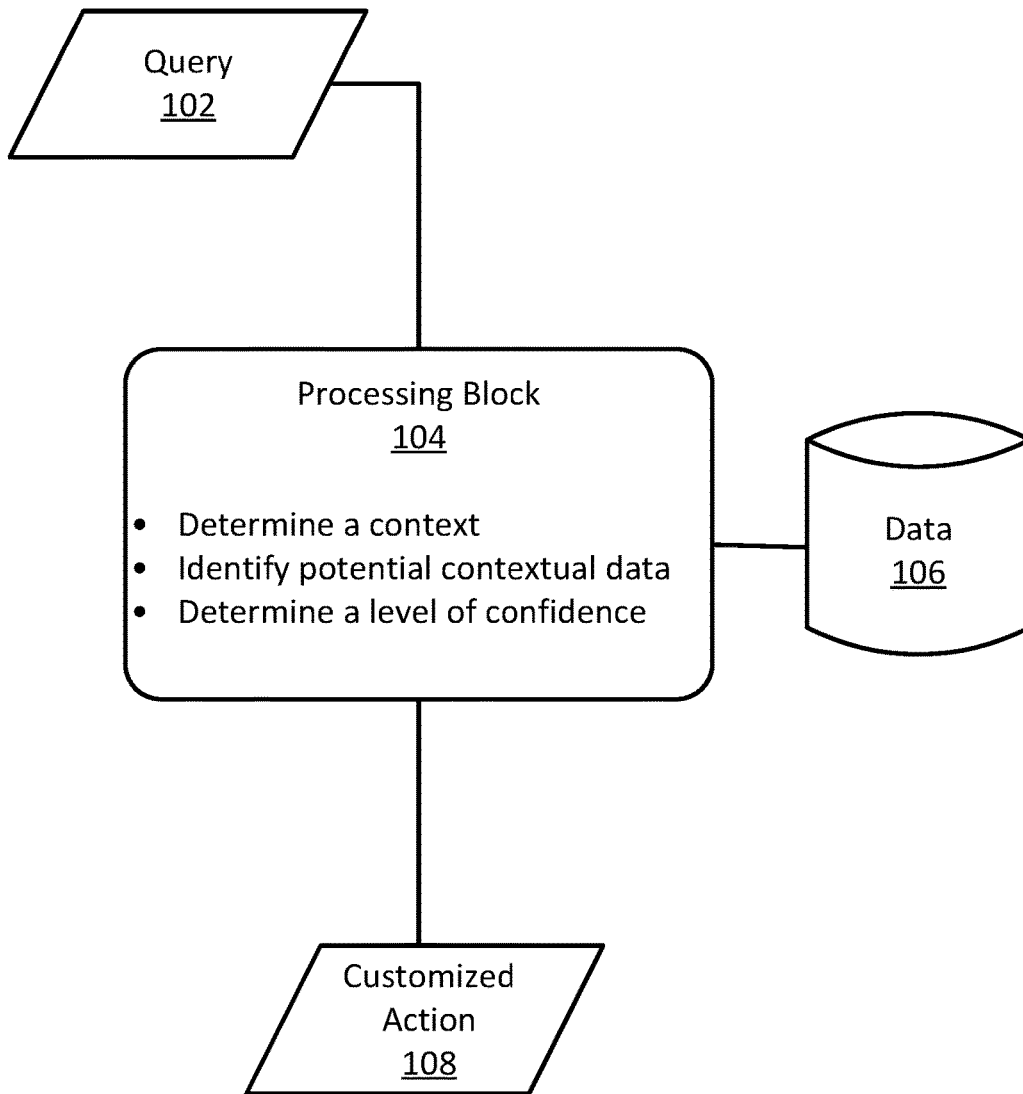 Query
102
Processing Block
104
• Determine a context
• Identify potential contextual data
• Determine a level of confidence
Data
106
Customized
Action
108